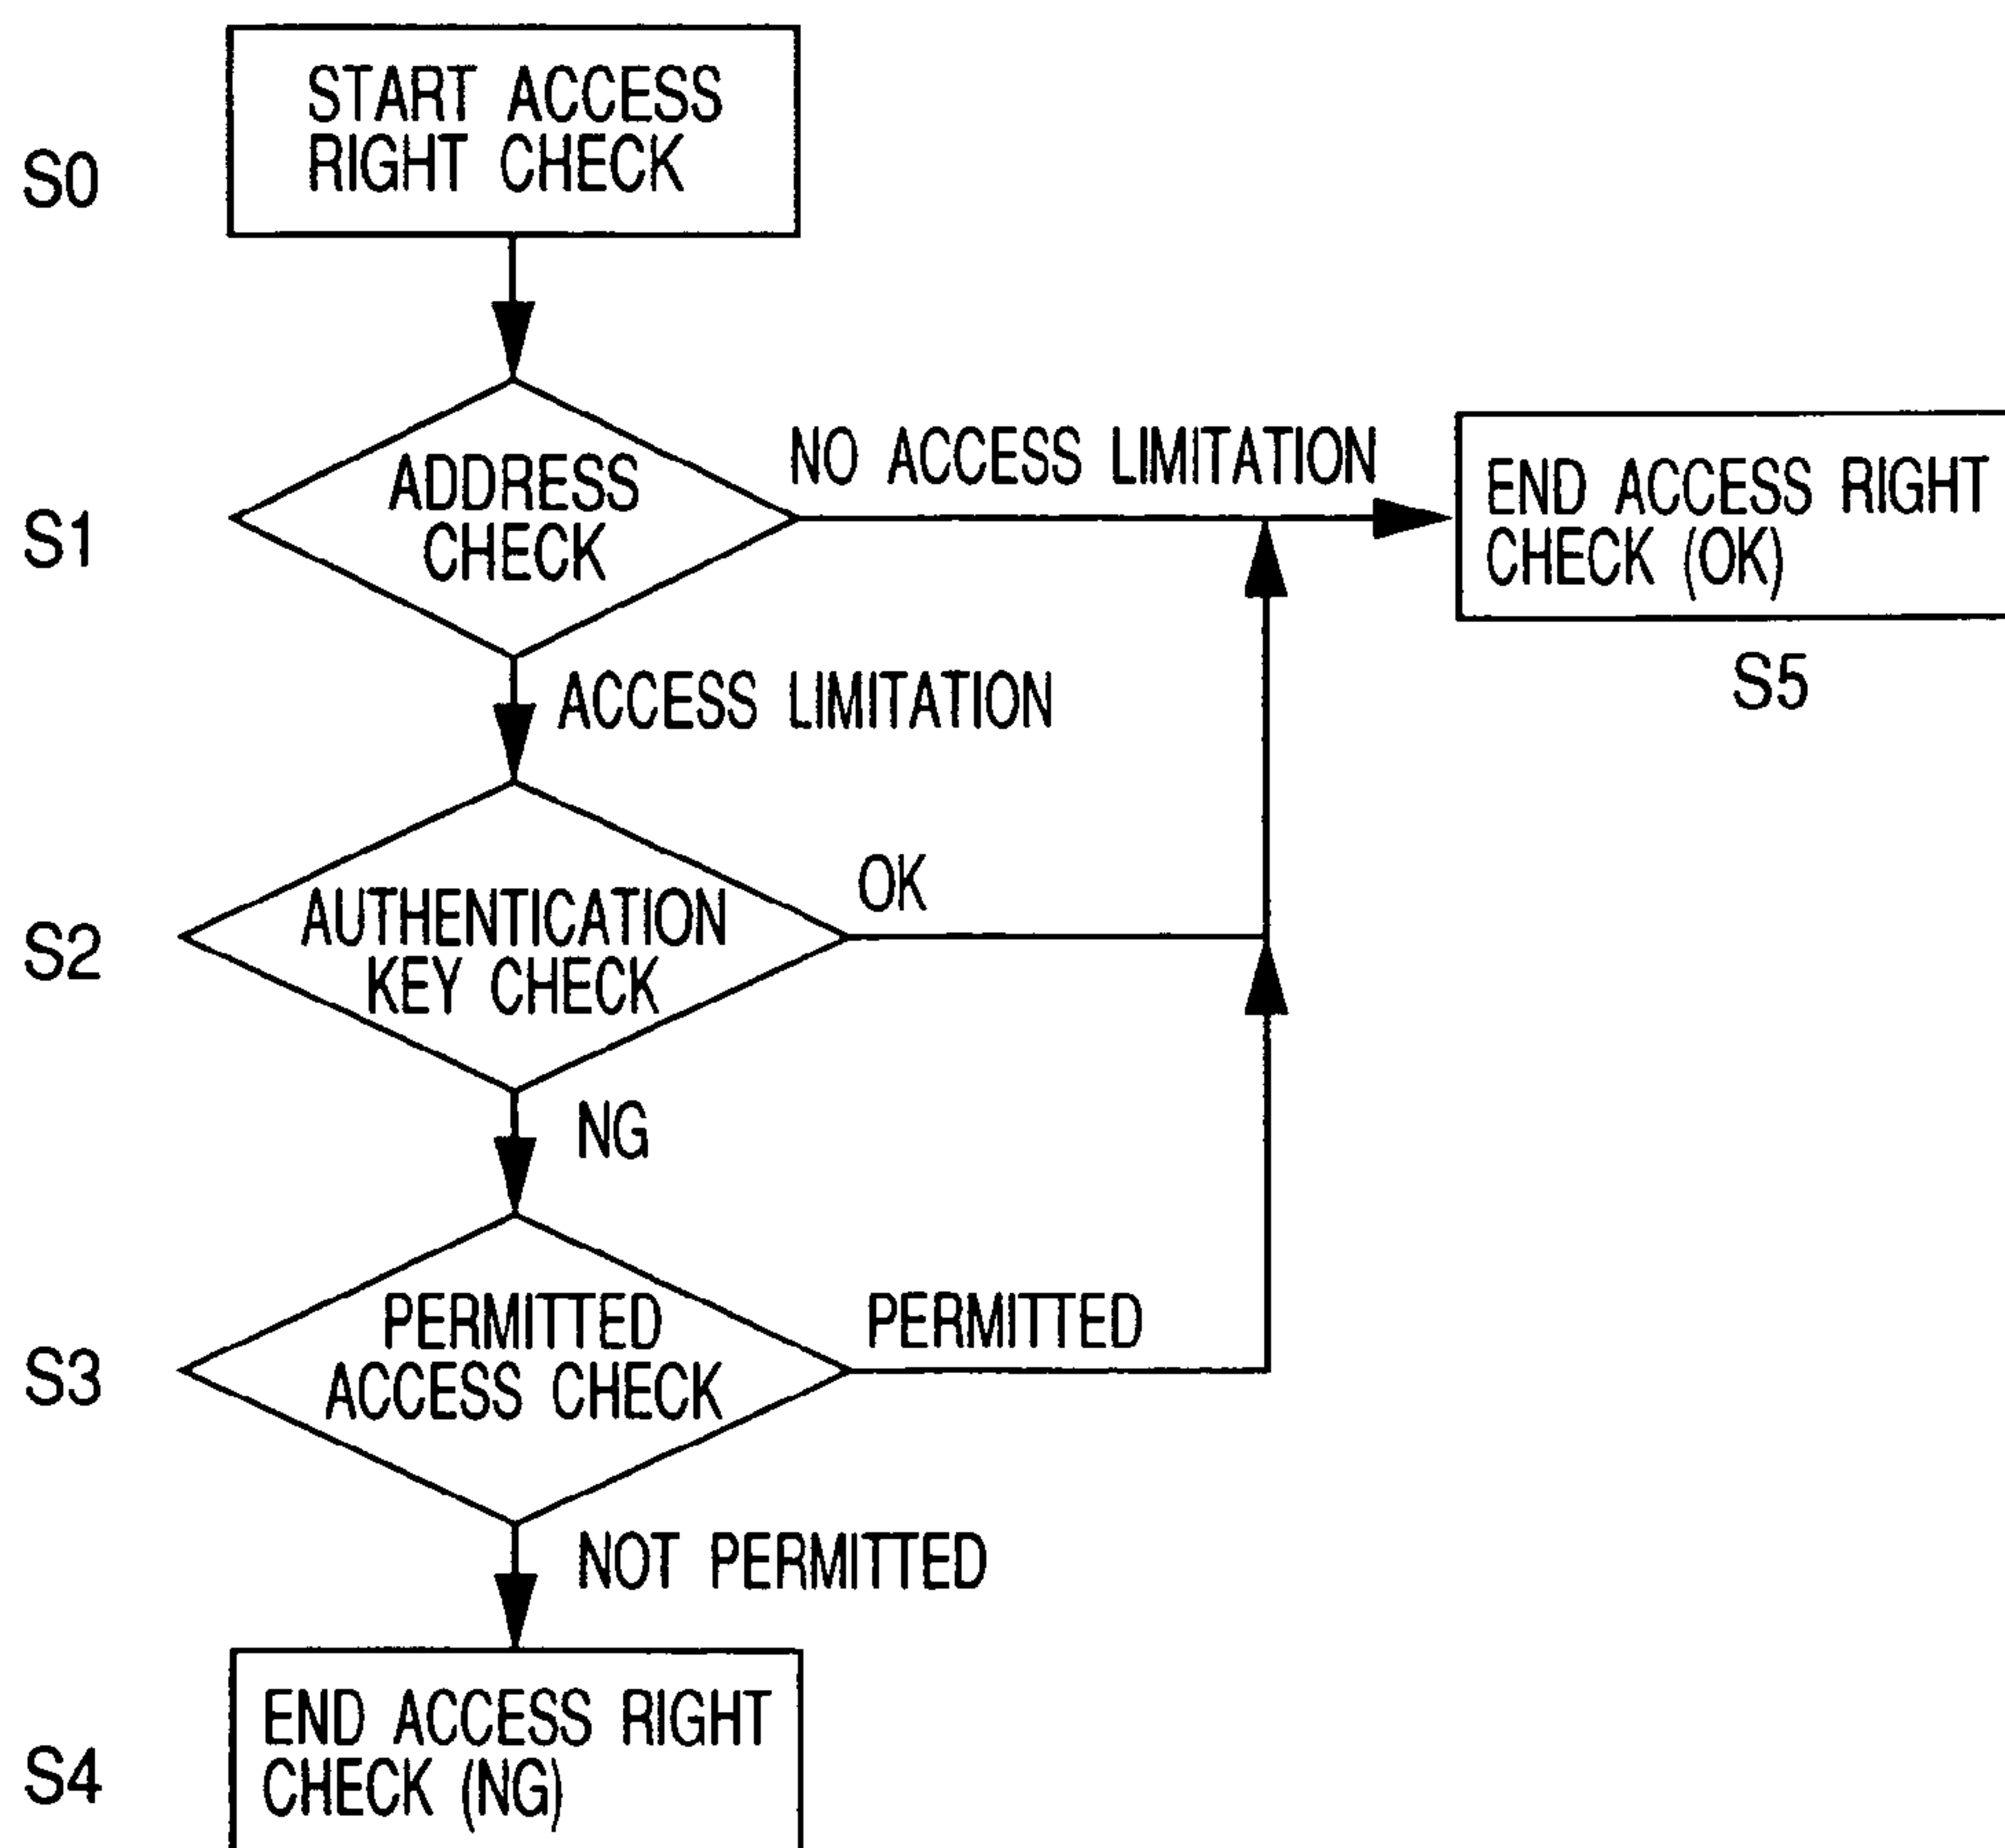 S0
START ACCESS
RIGHT CHECK
S1
ADDRESS
CHECK
NO ACCESS LIMITATION
END ACCESS RIGHT
CHECK (OK)
S5
ACCESS LIMITATION
S2
AUTHENTICATION
KEY CHECK
OK
NG
S3
PERMITTED
ACCESS CHECK
PERMITTED
NOT PERMITTED
S4
END ACCESS RIGHT
CHECK (NG)